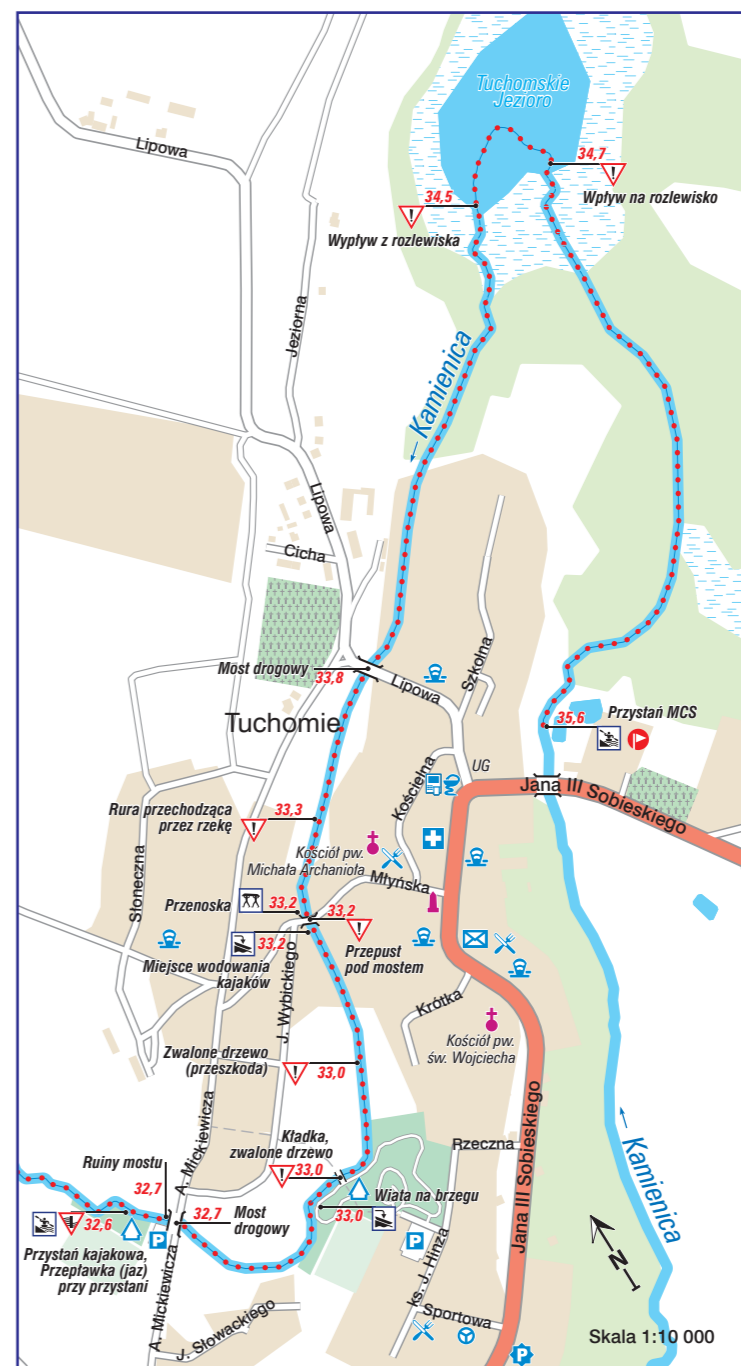 Tuchomskie
Jezioro
Lipowa
34,7
Wpływ na rozlewisko
34,5
Wypływ z rozlewiska
Jeziorna
← Kamienica
Lipowa
Cicha
Szkolna
Most drogowy
33,8
Lipowa
Przystań MCS
35,6
Tuchomie
UG
Kościelna
Jana III Sobieskiego
Rura przechodząca
przez rzekę
33,3
Kościół pw.
Michała Archanioła
Słoneczna
Młyńska
Przenoska
33,2
33,2
33,2
Przepust
pod mostem
Miejsce wodowania
kajaków
J. Wybickiego
Krótka
Kościół pw.
św. Wojciecha
Zwalone drzewo
(przeszkoda)
33,0
Jana III Sobieskiego
A. Mickiewicza
Kładka,
zwalone drzewo
33,0
Rzeczna
← Kamienica
Ruiny mostu
32,7
Wiata na brzegu
33,0
32,7
Most
drogowy
32,6
P
P
Przystań kajakowa,
Przepławka (jaz)
przy przystani
A. Mickiewicza
ks. J. Hinza
N
J. Słowackiego
Sportowa
P
Skala 1:10 000